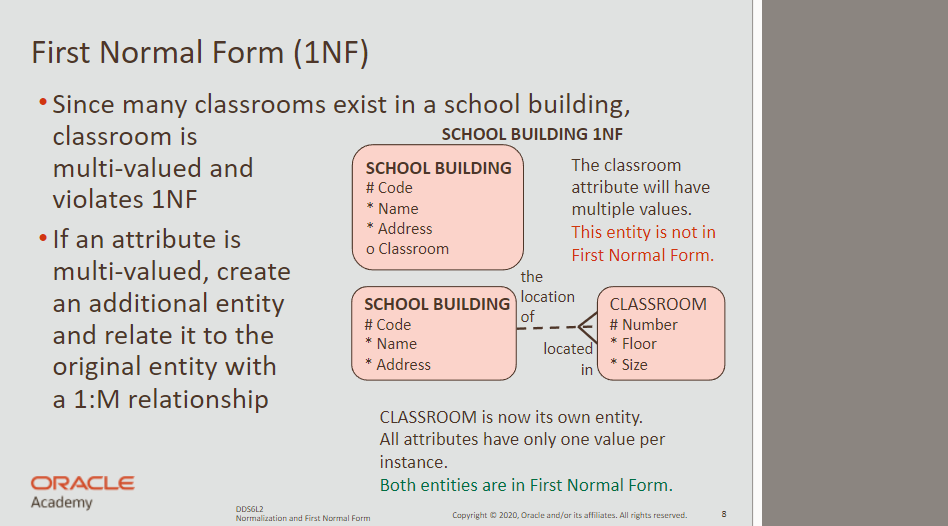 First Normal Form (1NF)
• Since many classrooms exist in a school building,
classroom is
multi-valued and
violates 1NF
• If an attribute is
multi-valued, create
an additional entity
and relate it to the
original entity with
a 1:M relationship
SCHOOL BUILDING 1NF
SCHOOL BUILDING
# Code
* Name
* Address
o Classroom
The classroom
attribute will have
multiple values.
This entity is not in
First Normal Form.
SCHOOL BUILDING
# Code
* Name
* Address
the
location
of
located
in
CLASSROOM
# Number
* Floor
* Size
CLASSROOM is now its own entity.
All attributes have only one value per
instance.
Both entities are in First Normal Form.
ORACLE
Academy
DDS6L2
Normalization and First Normal Form
Copyright © 2020, Oracle and/or its affiliates. All rights reserved.
8